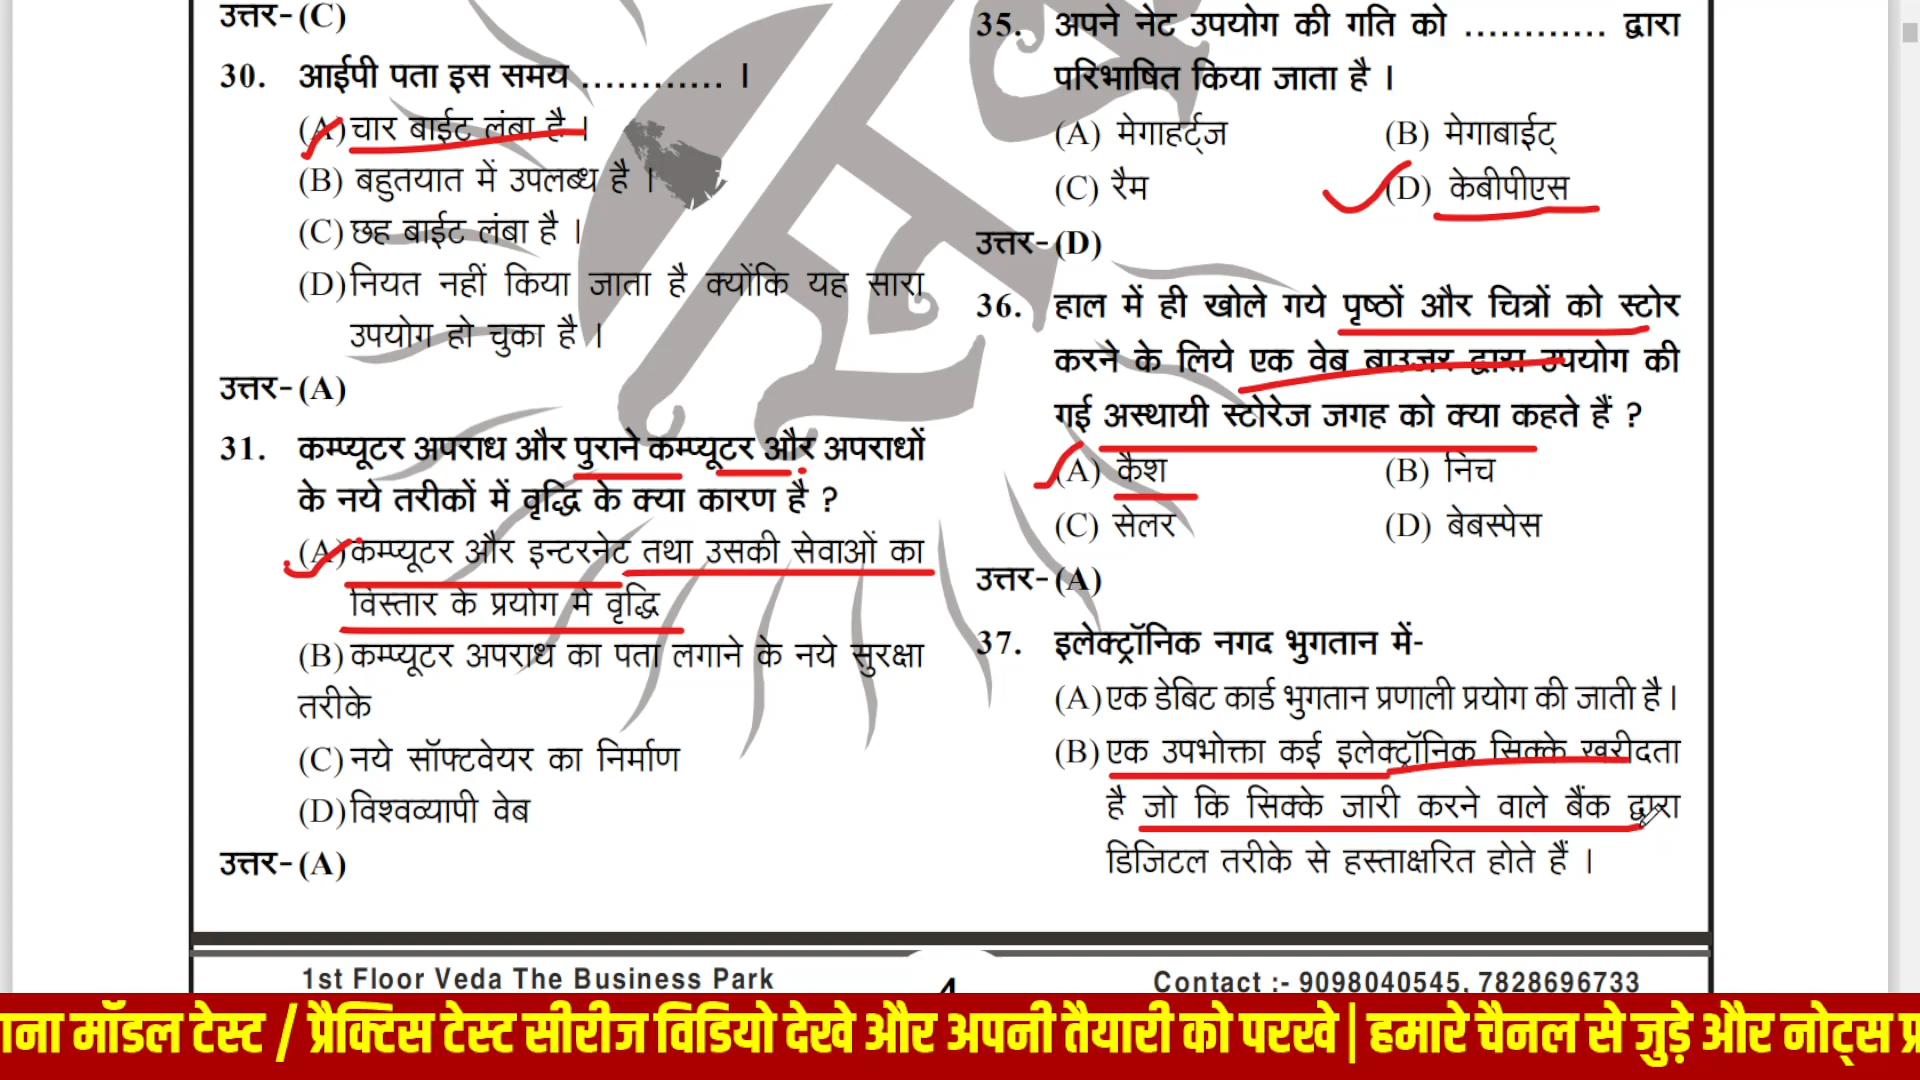 उत्तर- (C)
30. आईपी पता इस समय ............ ।
(A) चार बाईट लंबा है ।
(B) बहुतयात में उपलब्ध है ।
(C) छह बाईट लंबा है ।
(D) नियत नहीं किया जाता है क्योंकि यह सारा
उपयोग हो चुका है ।
उत्तर- (A)
31. कम्प्यूटर अपराध और पुराने कम्प्यूटर और अपराधों
के नये तरीकों में वृद्धि के क्या कारण है ?
(A) कम्प्यूटर और इन्टरनेट तथा उसकी सेवाओं का
विस्तार के प्रयोग में वृद्धि
(B) कम्प्यूटर अपराध का पता लगाने के नये सुरक्षा
तरीके
(C) नये सॉफ्टवेयर का निर्माण
(D) विश्वव्यापी वेब
उत्तर- (A)
35. अपने नेट उपयोग की गति को ............ द्वारा
परिभाषित किया जाता है ।
(A) मेगाहर्ट्ज (B) मेगाबाईट्
(C) रैम (D) केबीपीएस
उत्तर- (D)
36. हाल में ही खोले गये पृष्ठों और चित्रों को स्टोर
करने के लिये एक वेब बाउजर द्वारा उपयोग की
गई अस्थायी स्टोरेज जगह को क्या कहते हैं ?
(A) कैश (B) निच
(C) सेलर (D) बेबस्पेस
उत्तर- (A)
37. इलेक्ट्रॉनिक नगद भुगतान में-
(A) एक डेबिट कार्ड भुगतान प्रणाली प्रयोग की जाती है ।
(B) एक उपभोक्ता कई इलेक्ट्रॉनिक सिक्के खरीदता
है जो कि सिक्के जारी करने वाले बैंक द्वारा
डिजिटल तरीके से हस्ताक्षरित होते हैं ।
1st Floor Veda The Business Park
4
Contact :- 9098040545, 7828696733
ाना मॉडल टेस्ट / प्रैक्टिस टेस्ट सीरीज विडियो देखे और अपनी तैयारी को परखे | हमारे चैनल से जुड़े और नोट्स प्र